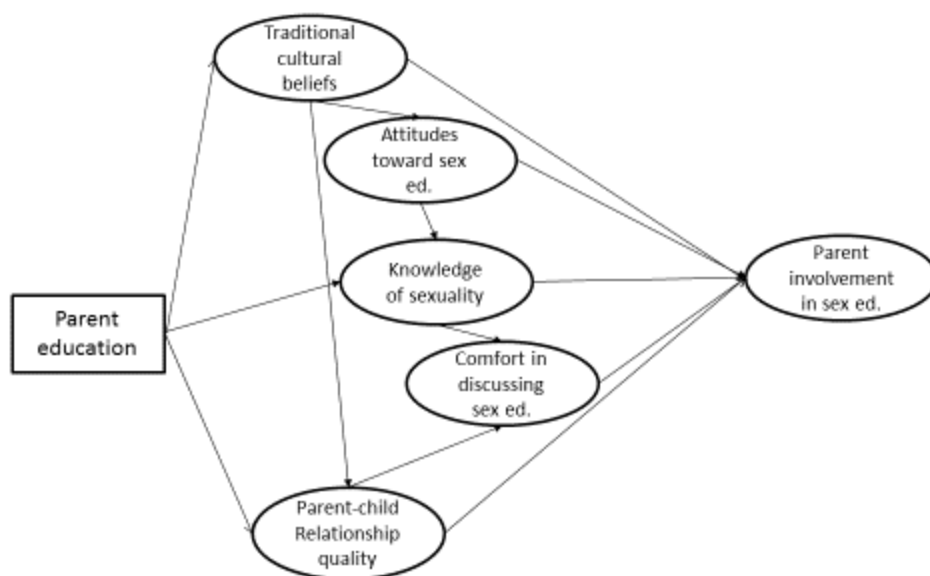 Traditional
cultural
beliefs
Attitudes
toward sex
ed.
Knowledge
of sexuality
Parent
involvement
in sex ed.
Parent
education
Comfort in
discussing
sex ed.
Parent-child
Relationship
quality